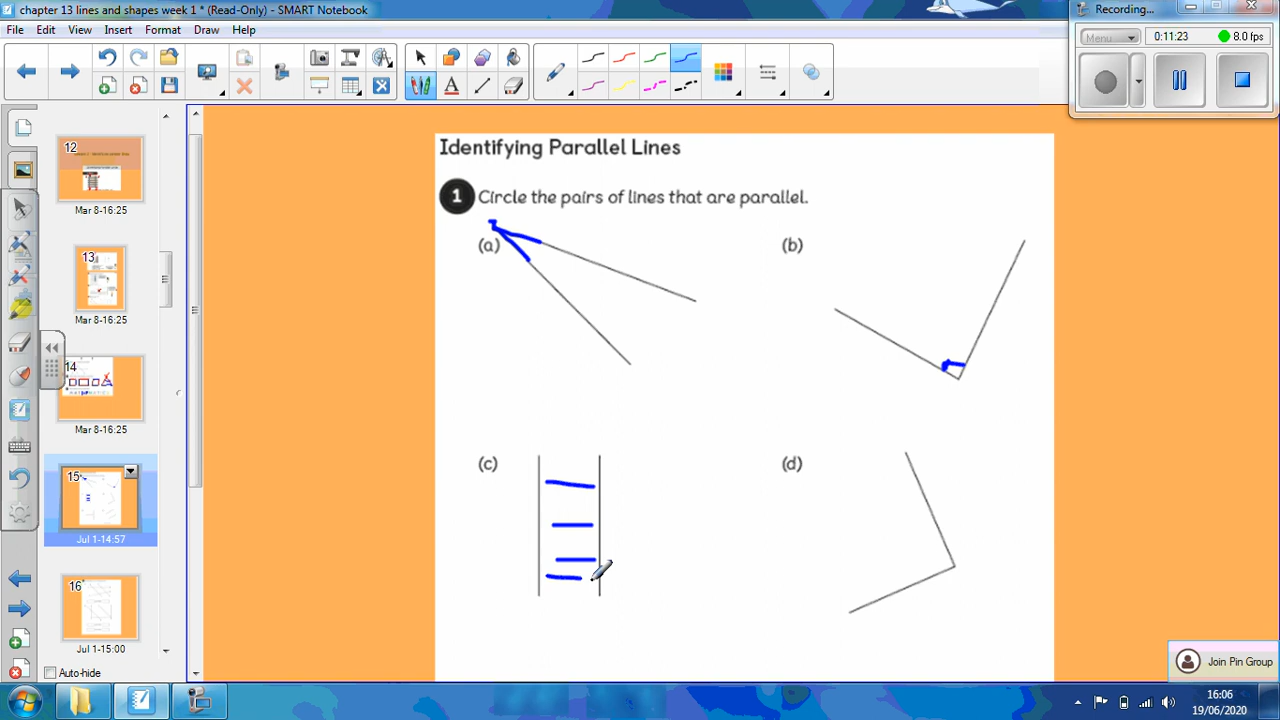 chapter 13 lines and shapes week 1 * (Read-Only) - SMART Notebook
File Edit View Insert Format Draw Help
Recording...
Menu
0:11:23
8.0 fps
12
Mar 8-16:25
13
Mar 8-16:25
14
Mar 8-16:25
15
Jul 1-14:57
16
Jul 1-15:00
Auto-hide
Identifying Parallel Lines
1 Circle the pairs of lines that are parallel.
(a)
(b)
(c)
(d)
Join Pin Group
16:06
19/06/2020